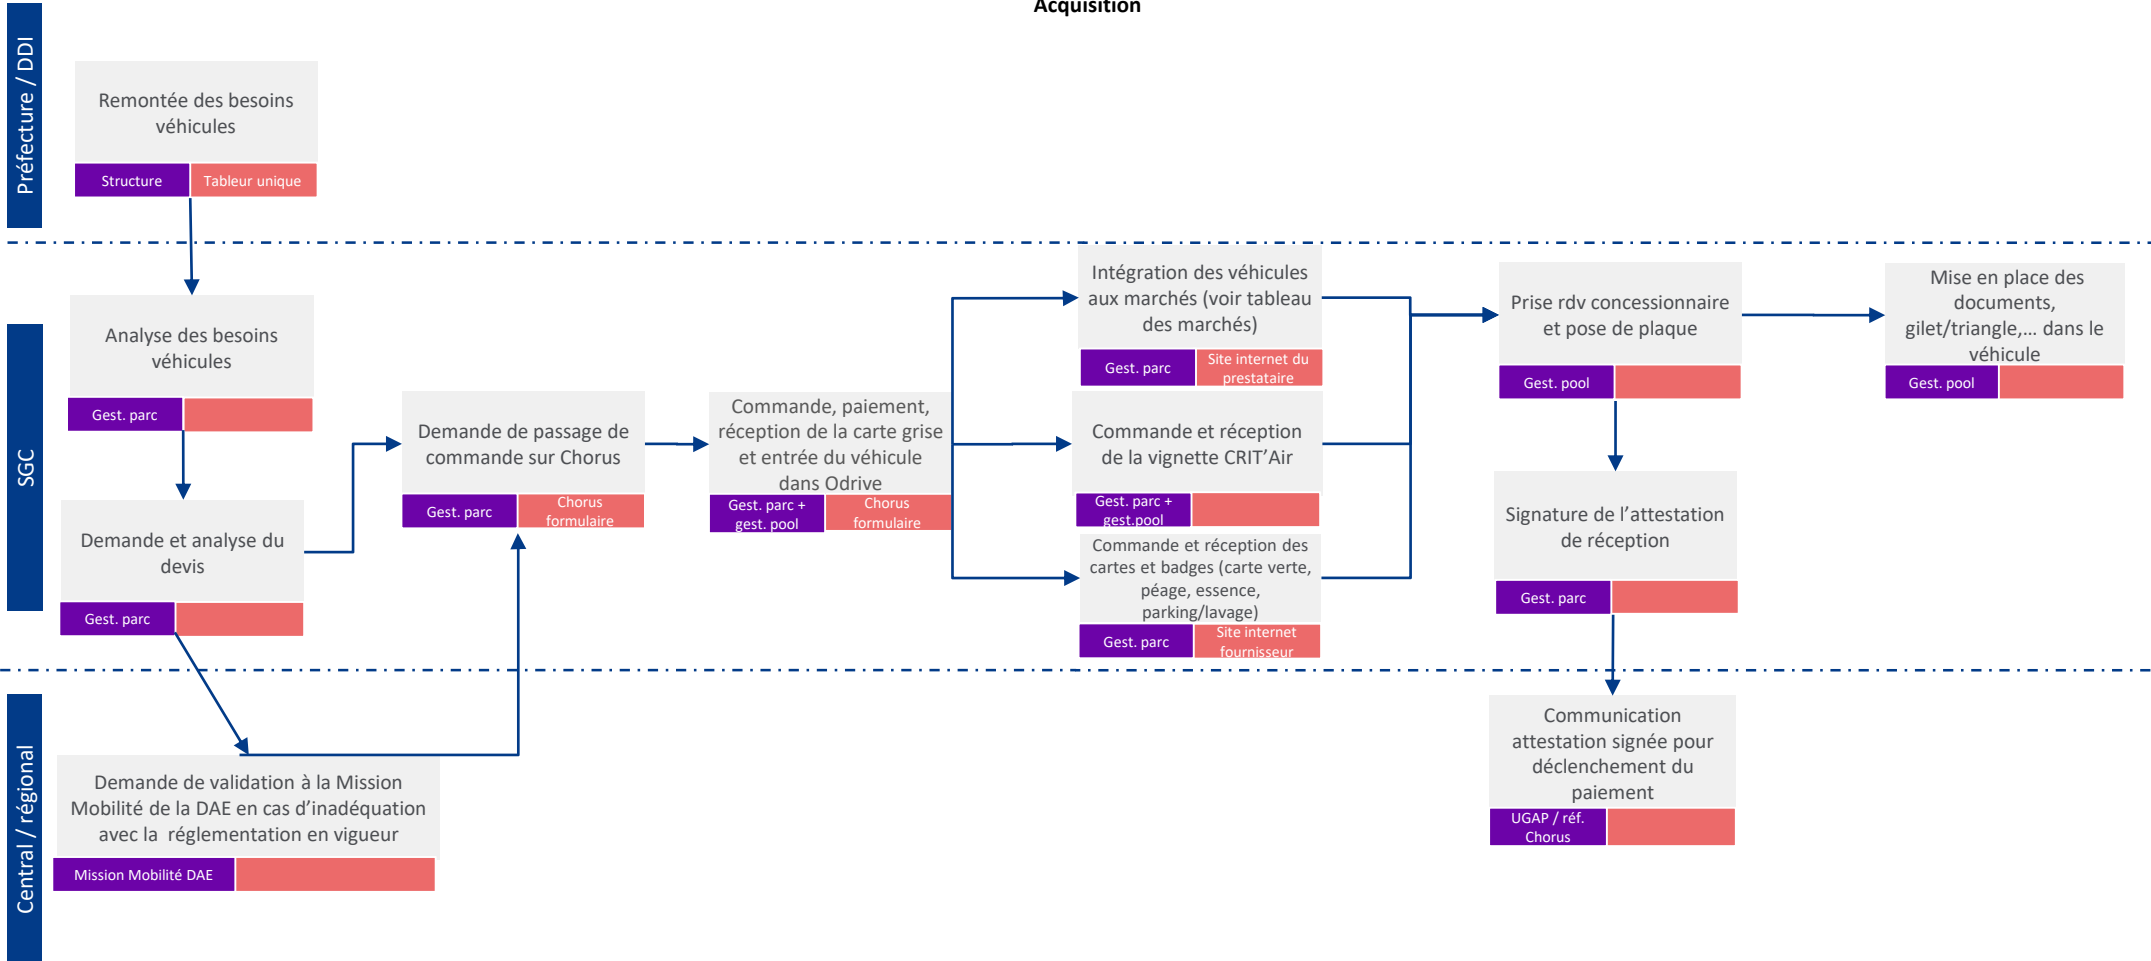 Acquisition
Préfecture / DDI
Remontée des besoins
véhicules
Structure
Tableur unique
SGC
Analyse des besoins
véhicules
Gest. parc
Demande et analyse du
devis
Gest. parc
Demande de passage de
commande sur Chorus
Gest. parc
Chorus
formulaire
Commande, paiement,
réception de la carte grise
et entrée du véhicule
dans Odrive
Gest. parc +
gest. pool
Chorus
formulaire
Intégration des véhicules
aux marchés (voir tableau
des marchés)
Gest. parc
Site internet du
prestataire
Commande et réception
de la vignette CRIT’Air
Gest. parc +
gest.pool
Commande et réception des
cartes et badges (carte verte,
péage, essence,
parking/lavage)
Gest. parc
Site internet
fournisseur
Prise rdv concessionnaire
et pose de plaque
Gest. pool
Signature de l’attestation
de réception
Gest. parc
Mise en place des
documents,
gilet/triangle,… dans le
véhicule
Gest. pool
Central / régional
Demande de validation à la Mission
Mobilité de la DAE en cas d’inadéquation
avec la réglementation en vigueur
Mission Mobilité DAE
Communication
attestation signée pour
déclenchement du
paiement
UGAP / réf.
Chorus